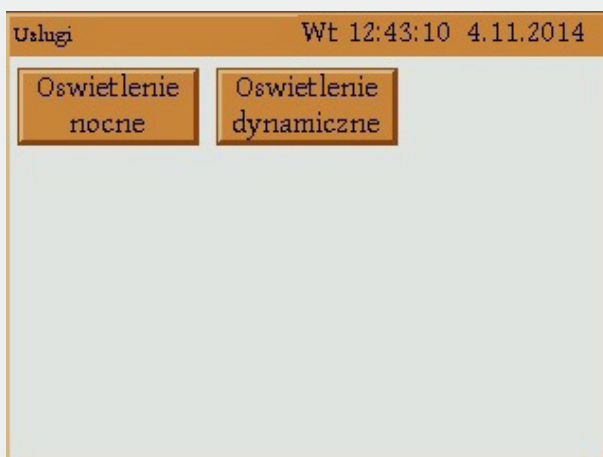 Uslugi Wt 12:43:10 4.11.2014
Oswietlenie
nocne
Oswietlenie
dynamiczne